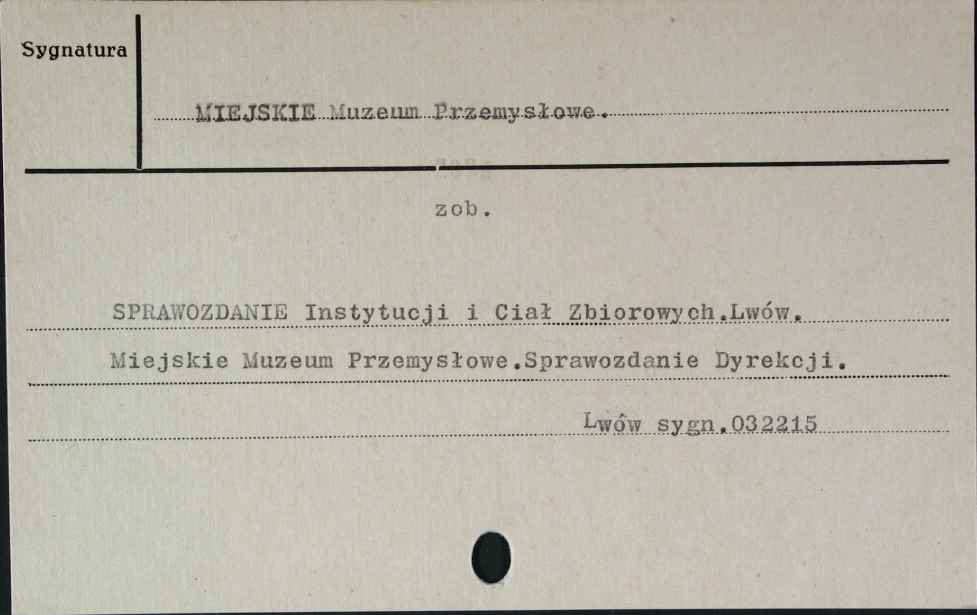 Sygnatura
MIEJSKIE Muzeum Przemysłowe.
zob.
SPRAWOZDANIE Instytucji i Ciał Zbiorowych.Lwów.
Miejskie Muzeum Przemysłowe.Sprawozdanie Dyrekcji.
Lwów sygn.032215